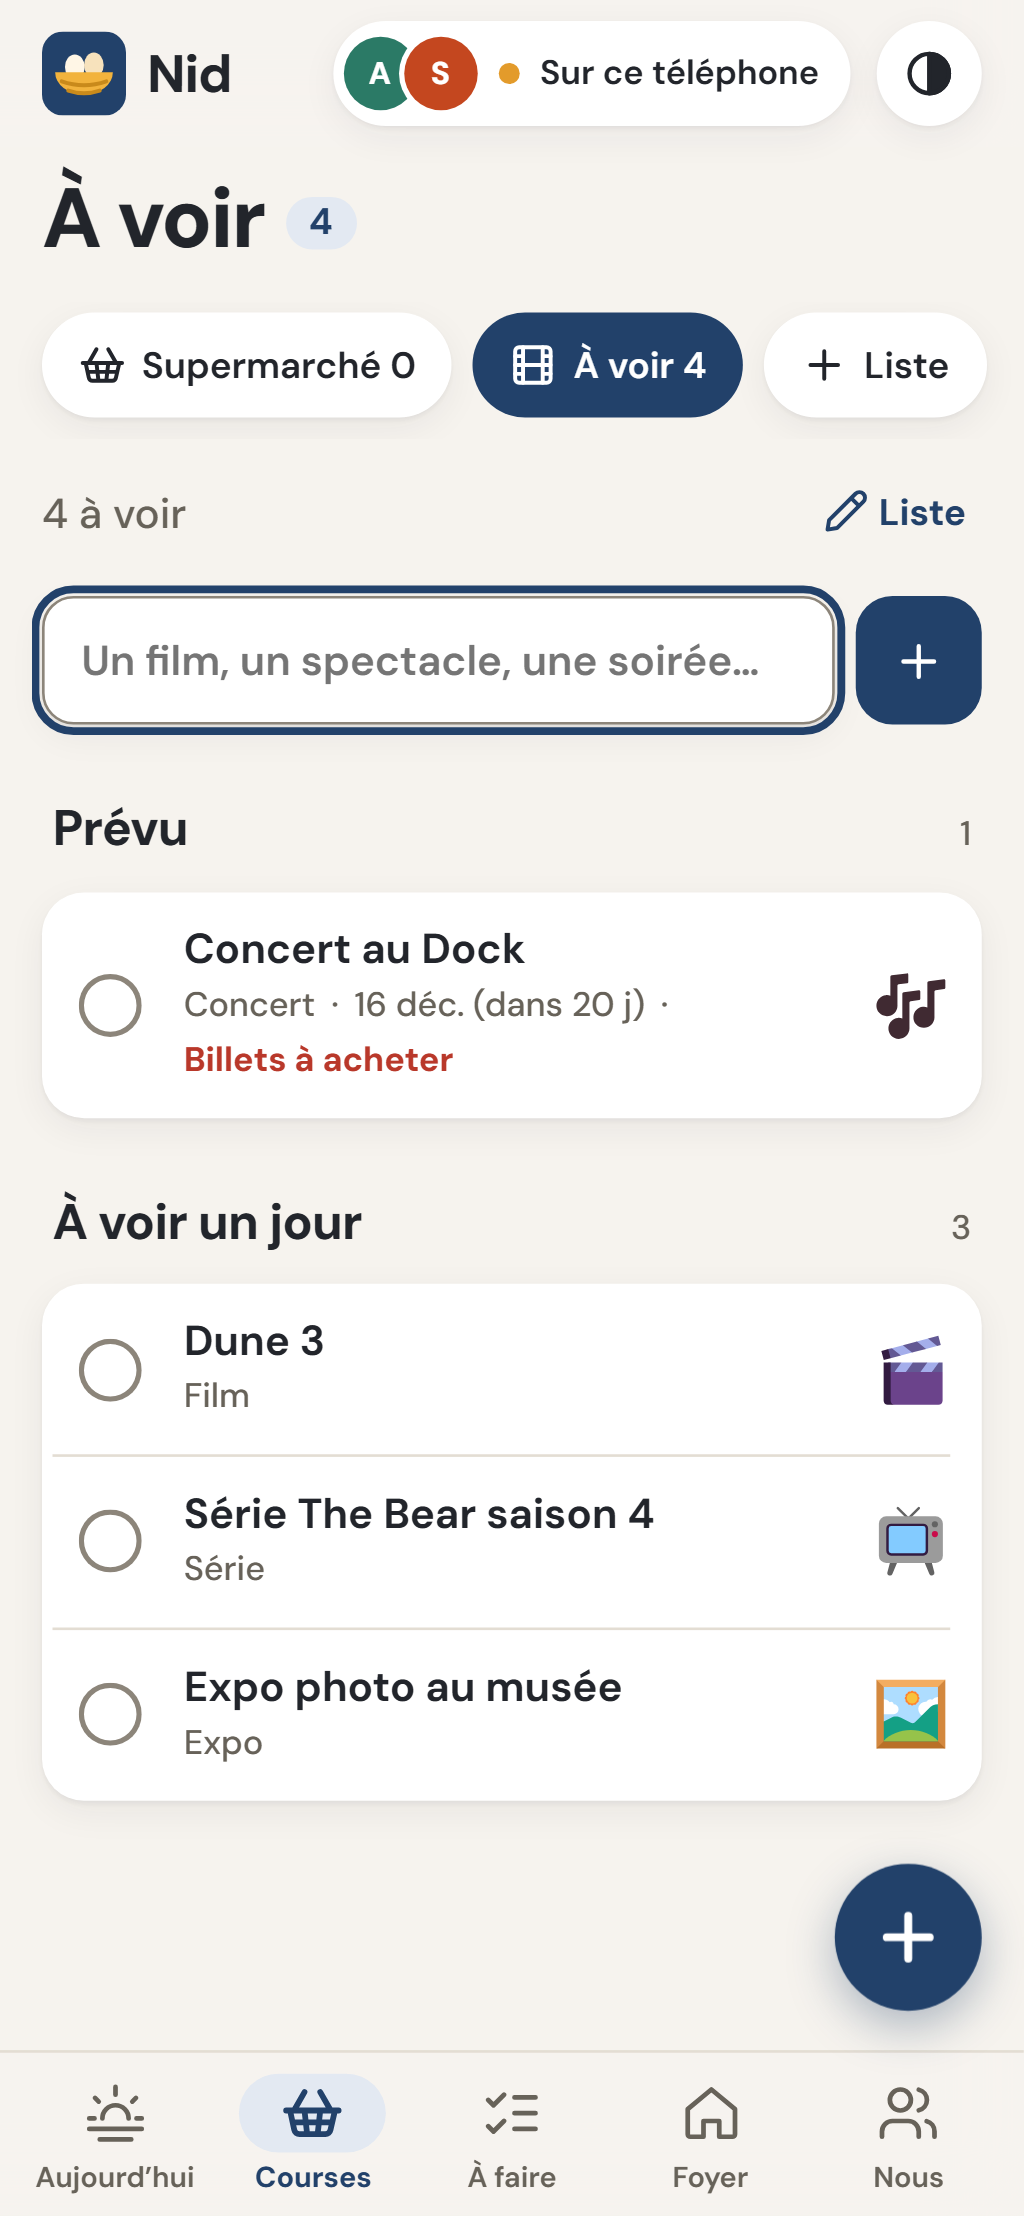 Nid
A S Sur ce téléphone
À voir 4
Supermarché 0
À voir 4
Liste
4 à voir
Liste
Un film, un spectacle, une soirée…
Prévu 1
Concert au Dock
Concert · 16 déc. (dans 20 j) ·
Billets à acheter
À voir un jour 3
Dune 3
Film
Série The Bear saison 4
Série
Expo photo au musée
Expo
Aujourd’hui
Courses
À faire
Foyer
Nous